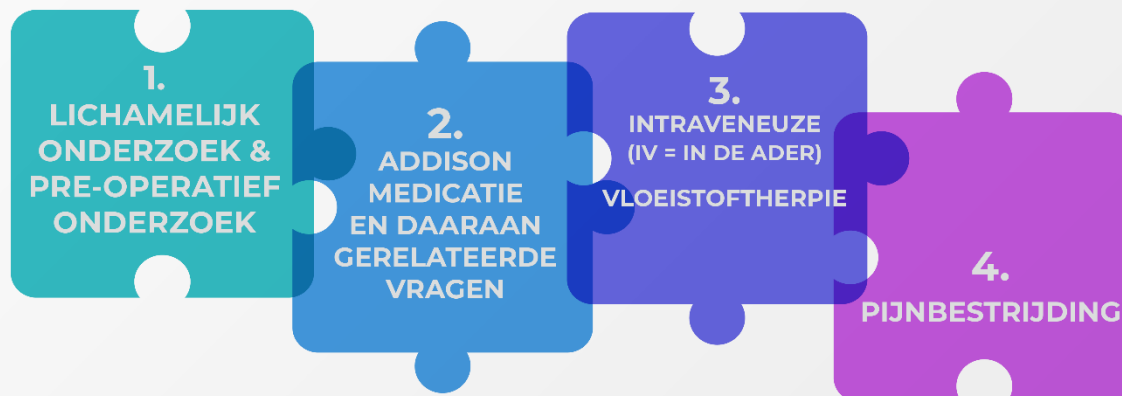 1.
LICHAMELIJK
ONDERZOEK &
PRE-OPERATIEF
ONDERZOEK
2.
ADDISON
MEDICATIE
EN DAARAAN
GERELATEERDE
VRAGEN
3.
INTRAVENEUZE
(IV = IN DE ADER)
VLOEISTOFTHERPIE
4.
PIJNBESTRIJDING